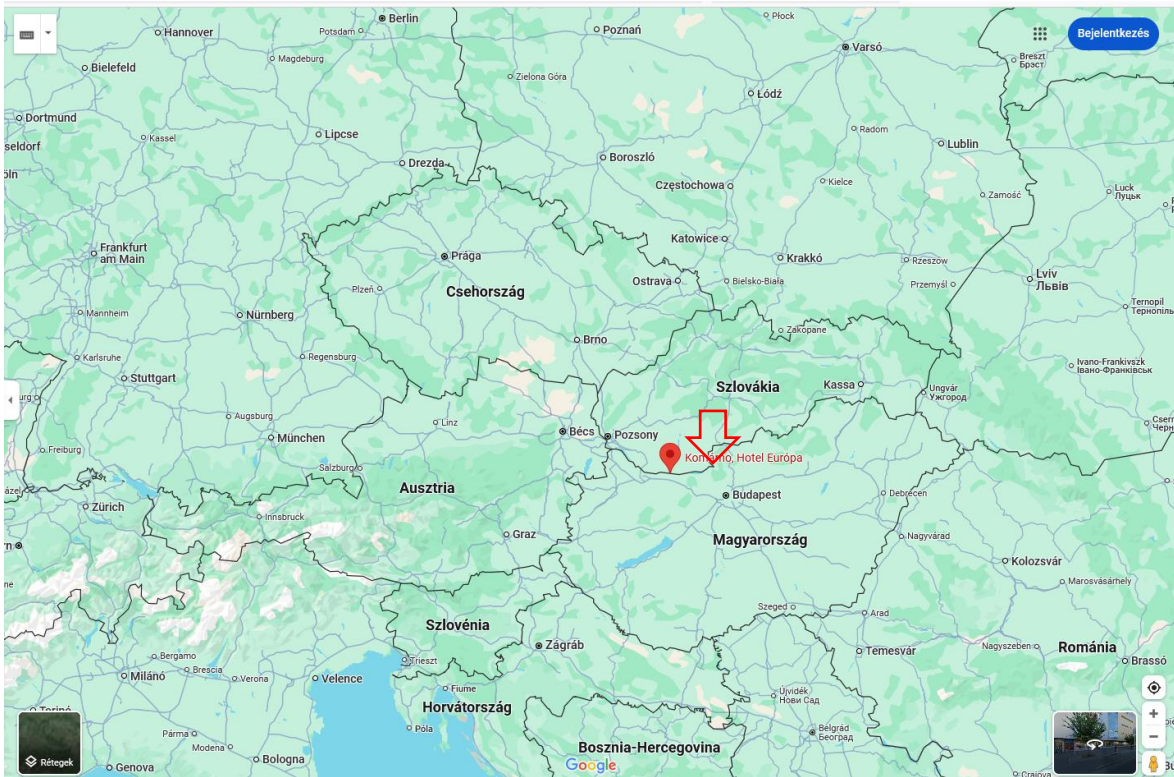 Berlin
Płock
Hannover
Potsdam
Poznań
Bejelentkezés
Varsó
Magdeburg
Bielefeld
Breszt
Брэст
Zielona Góra
Łódź
Dortmund
Kassel
Lipcse
Radom
seldorf
Lublin
Drezda
Boroszló
öln
Częstochowa
Kielce
Zamość
Luck
Луцьк
Frankfurt
am Main
Katowice
Prága
Krakkó
Rzeszów
Ostrava
Bielsko-Biała
Przemyśl
Lviv
Львів
Plzeň
Csehország
Ternopil
Тернопіль
Mannheim
Nürnberg
Zakopane
Brno
Karlsruhe
Regensburg
Ivano-Frankivszk
Івано-Франківськ
Stuttgart
Szlovákia
Kassa
Ungvár
Ужгород
Augsburg
Linz
Bécs
Pozsony
München
Freiburg
Komárno, Hotel Európa
Salzburg
Ausztria
Budapest
Debrecen
Zürich
Innsbruck
Graz
Magyarország
Nagyvárad
Kolozsvár
Marosvásárhely
Szeged
Arad
Szlovénia
Zágráb
Temesvár
Nagyszeben
Románia
Bergamo
Trieszt
Brassó
Milánó
Brescia
Verona
Velence
Fiume
Újvidék
Нови Сад
Torinó
Horvátország
Póla
Belgrád
Београд
Parma
Modena
Bosznia-Hercegovina
Rétegek
Bologna
Google
Genova
Craiova